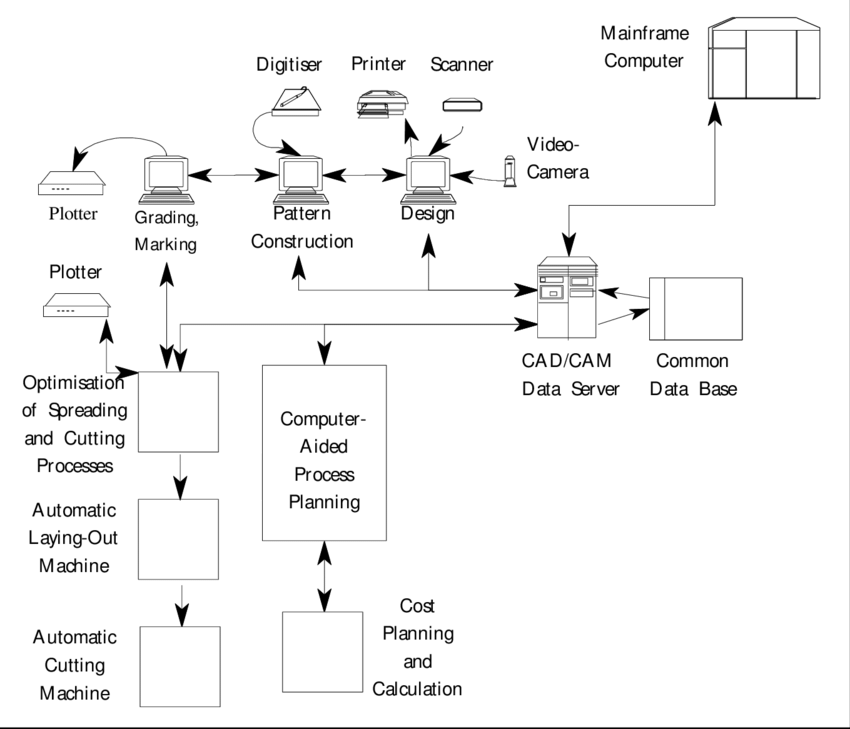 Mainframe
Computer
Digitiser
Printer
Scanner
Video-
Camera
Plotter
Grading,
Marking
Pattern
Construction
Design
Plotter
CAD/CAM
Data Server
Common
Data Base
Optimisation
of Spreading
and Cutting
Processes
Computer-
Aided
Process
Planning
Automatic
Laying-Out
Machine
Cost
Planning
and
Calculation
Automatic
Cutting
Machine